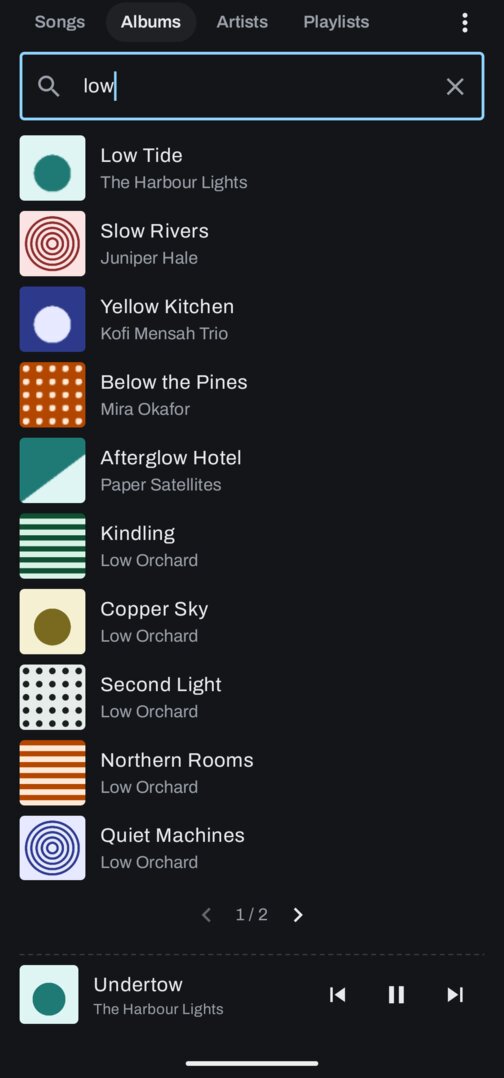 Songs Albums Artists Playlists
low
Low Tide
The Harbour Lights
Slow Rivers
Juniper Hale
Yellow Kitchen
Kofi Mensah Trio
Below the Pines
Mira Okafor
Afterglow Hotel
Paper Satellites
Kindling
Low Orchard
Copper Sky
Low Orchard
Second Light
Low Orchard
Northern Rooms
Low Orchard
Quiet Machines
Low Orchard
1 / 2
Undertow
The Harbour Lights